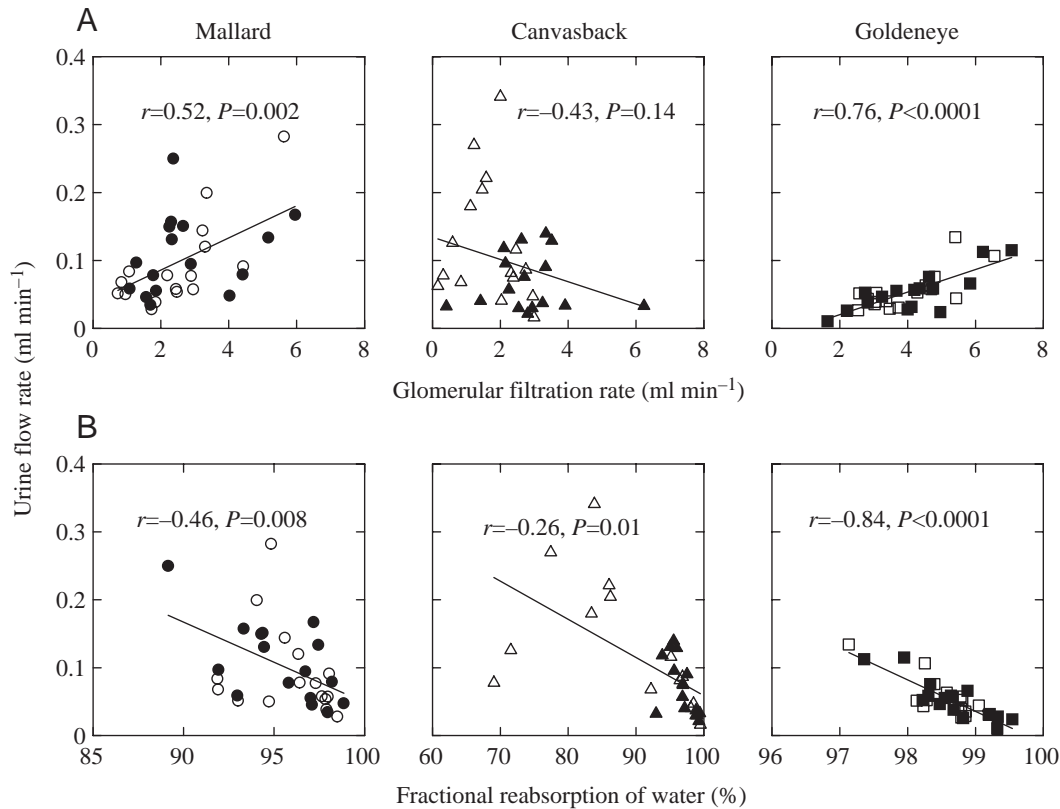 A
Mallard Canvasback Goldeneye
0.4
r=0.52, P=0.002 r=–0.43, P=0.14 r=0.76, P<0.0001
0.3
0.2
0.1
0
0 2 4 6 8 0 2 4 6 8 0 2 4 6 8
Glomerular filtration rate (ml min–1)
Urine flow rate (ml min–1)
B
0.4
r=–0.46, P=0.008 r=–0.26, P=0.01 r=–0.84, P<0.0001
0.3
0.2
0.1
0
85 90 95 100 60 70 80 90 100 96 97 98 99 100
Fractional reabsorption of water (%)